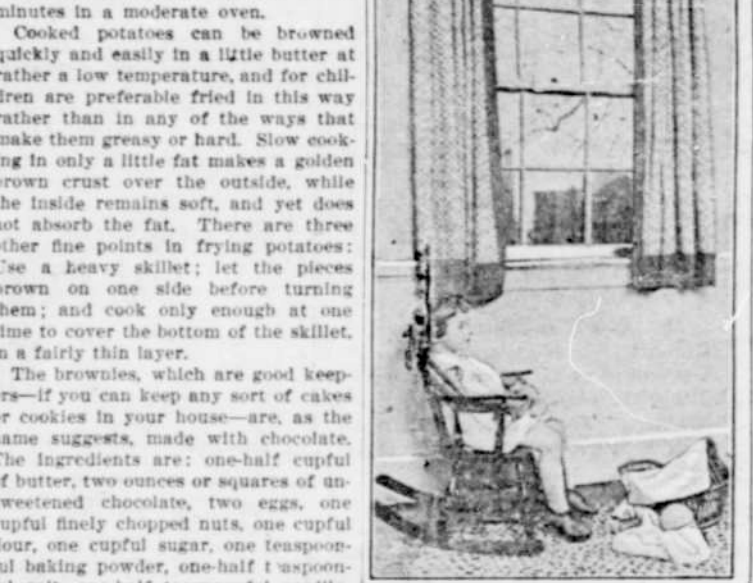 minutes in a moderate oven.
Cooked potatoes can be browned
quickly and easily in a little butter at
rather a low temperature, and for chil-
dren are preferable fried in this way
rather than in any of the ways that
make them greasy or hard. Slow cook-
ng in only a little fat makes a golden
brown crust over the outside, while
the inside remains soft, and yet does
not absorb the fat. There are three
other fine points in frying potatoes:
Use a heavy skillet; let the pieces
brown on one side before turning
them; and cook only enough at one
time to cover the bottom of the skillet,
in a fairly thin layer.
The brownies, which are good keep-
ers—if you can keep any sort of cakes
or cookies in your house—are, as the
name suggests, made with chocolate.
The ingredients are: one-half cupful
of butter, two ounces or squares of un-
sweetened chocolate, two eggs, one
cupful finely chopped nuts, one cupful
flour, one cupful sugar, one teaspoon-
ful baking powder, one-half teaspoon-